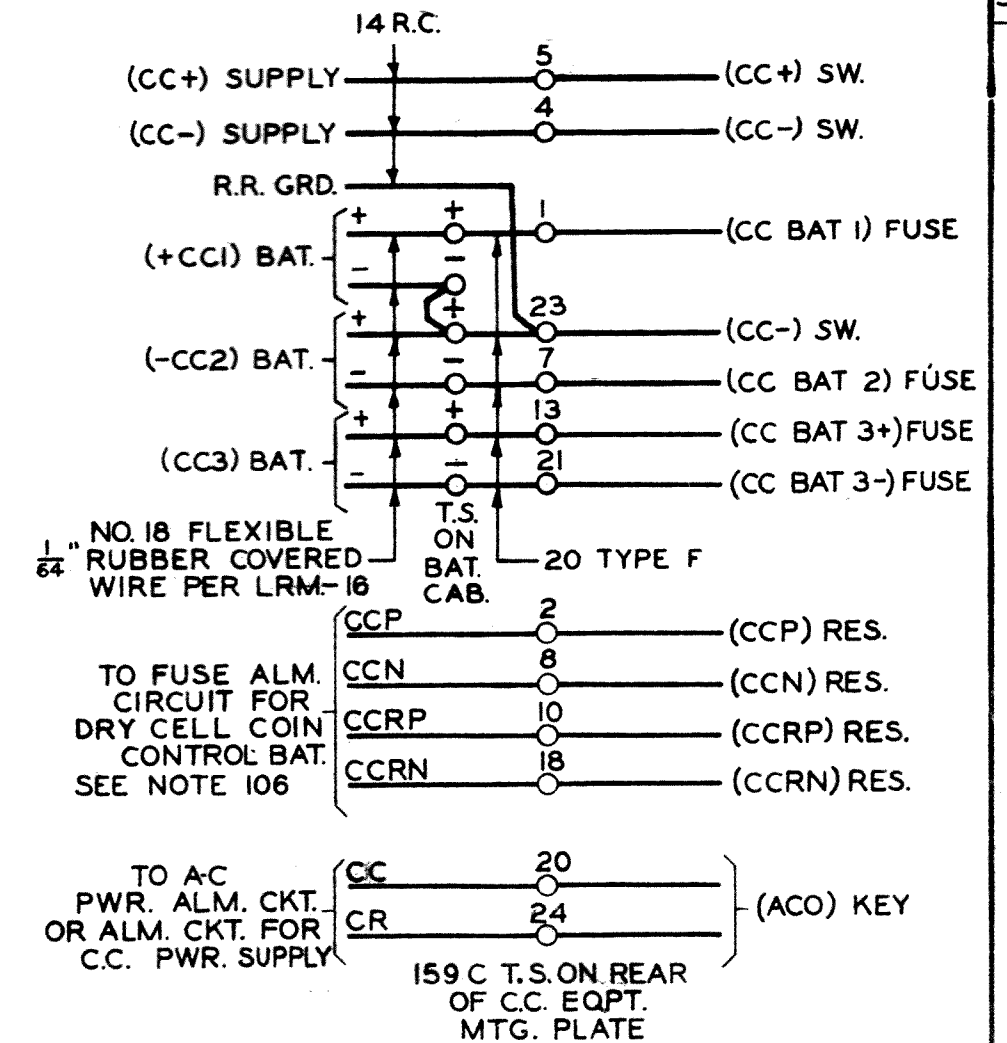 14 R.C.
(CC+) SUPPLY 5 (CC+) SW.
(CC-) SUPPLY 4 (CC-) SW.
R.R. GRD.
+ + 1 (CC BAT 1) FUSE
(+CC1) BAT.
- -
+ + 23 (CC-) SW.
(-CC2) BAT.
- - 7 (CC BAT 2) FUSE
+ + 13 (CC BAT 3+) FUSE
(CC3) BAT.
- - 21 (CC BAT 3-) FUSE
T.S.
ON
BAT.
CAB.
NO. 18 FLEXIBLE
1/64" RUBBER COVERED
WIRE PER LRM-16
20 TYPE F
CCP 2 (CCP) RES.
CCN 8 (CCN) RES.
CCRP 10 (CCRP) RES.
CCRN 18 (CCRN) RES.
TO FUSE ALM.
CIRCUIT FOR
DRY CELL COIN
CONTROL BAT.
SEE NOTE 106
CC 20
CR 24
(ACO) KEY
TO A-C
PWR. ALM. CKT.
OR ALM. CKT. FOR
C.C. PWR. SUPPLY
159 C T.S. ON REAR
OF C.C. EQPT.
MTG. PLATE